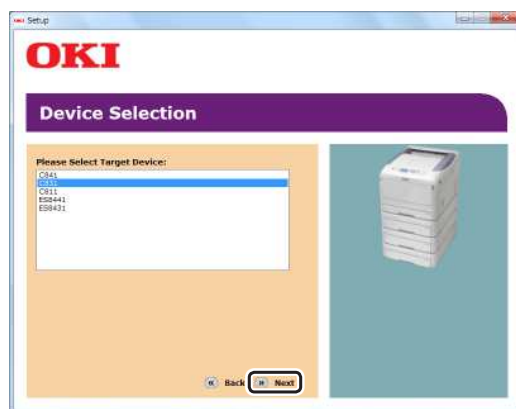 Setup
OKI
Device Selection
Please Select Target Device:
C841
C831
C811
ES8441
ES8431
Back Next